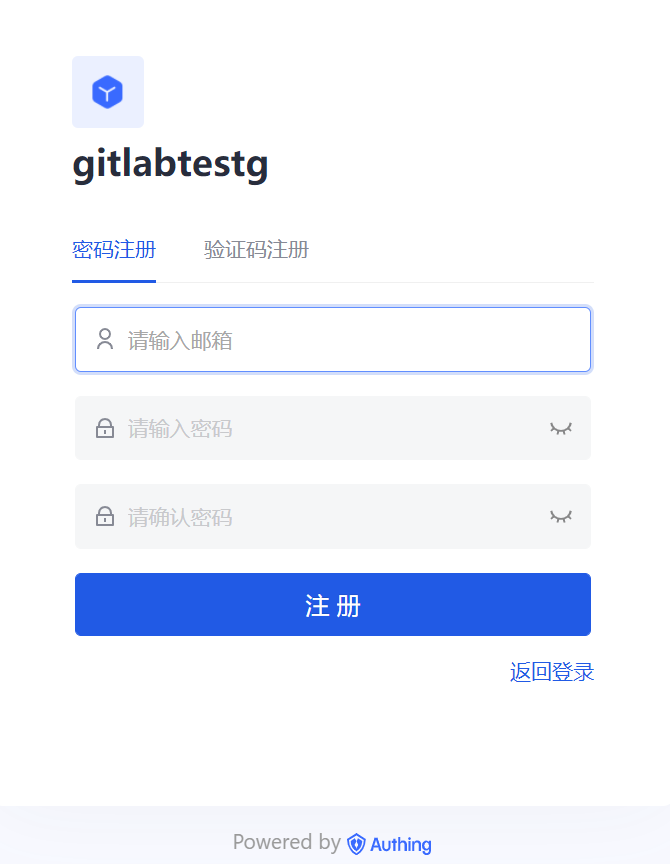 gitlabtestg
密码注册 验证码注册
请输入邮箱
请输入密码
请确认密码
注 册
返回登录
Powered by Authing